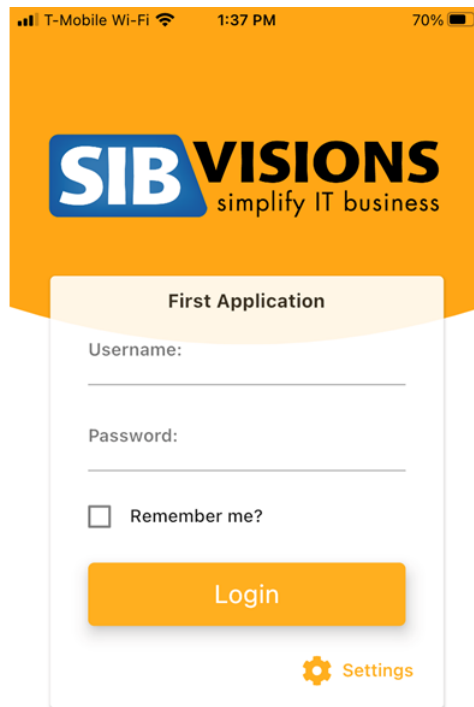 T-Mobile Wi-Fi 1:37 PM 70%
SIB VISIONS
simplify IT business
First Application
Username:
Password:
Remember me?
Login
Settings